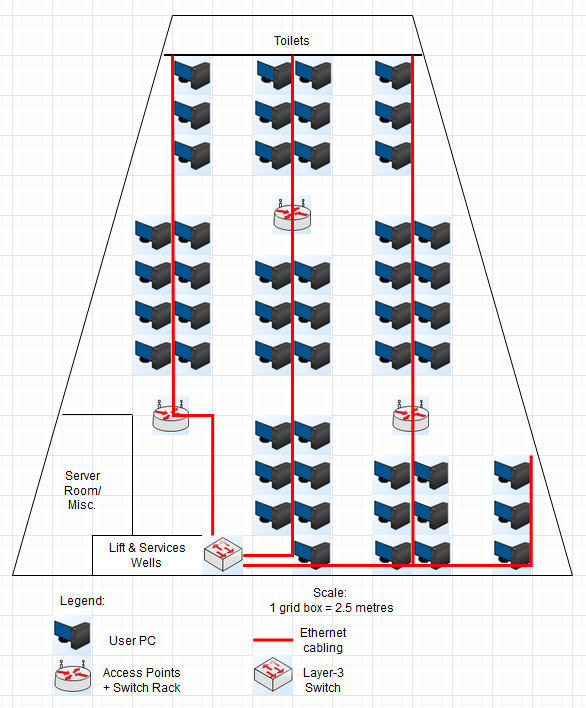 Toilets
Server
Room/
Misc.
Lift & Services
Wells
Legend:
Scale:
1 grid box = 2.5 metres
User PC
Ethernet
cabling
Access Points
+ Switch Rack
Layer-3
Switch